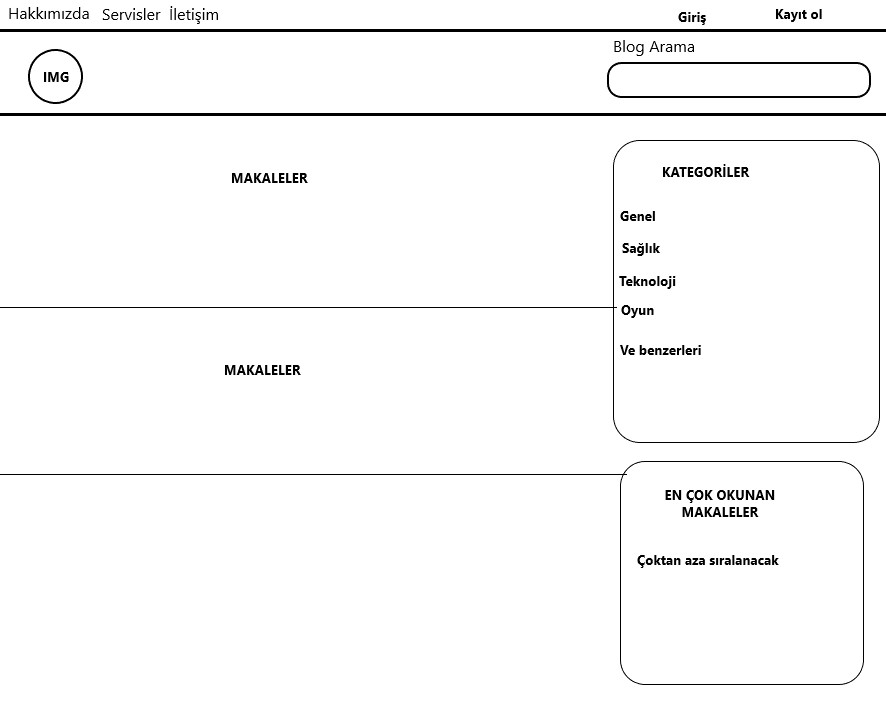 Hakkımızda Servisler İletişim Giriş Kayıt ol
Blog Arama
IMG
MAKALELER
MAKALELER
KATEGORİLER
Genel
Sağlık
Teknoloji
Oyun
Ve benzerleri
EN ÇOK OKUNAN
MAKALELER
Çoktan aza sıralanacak